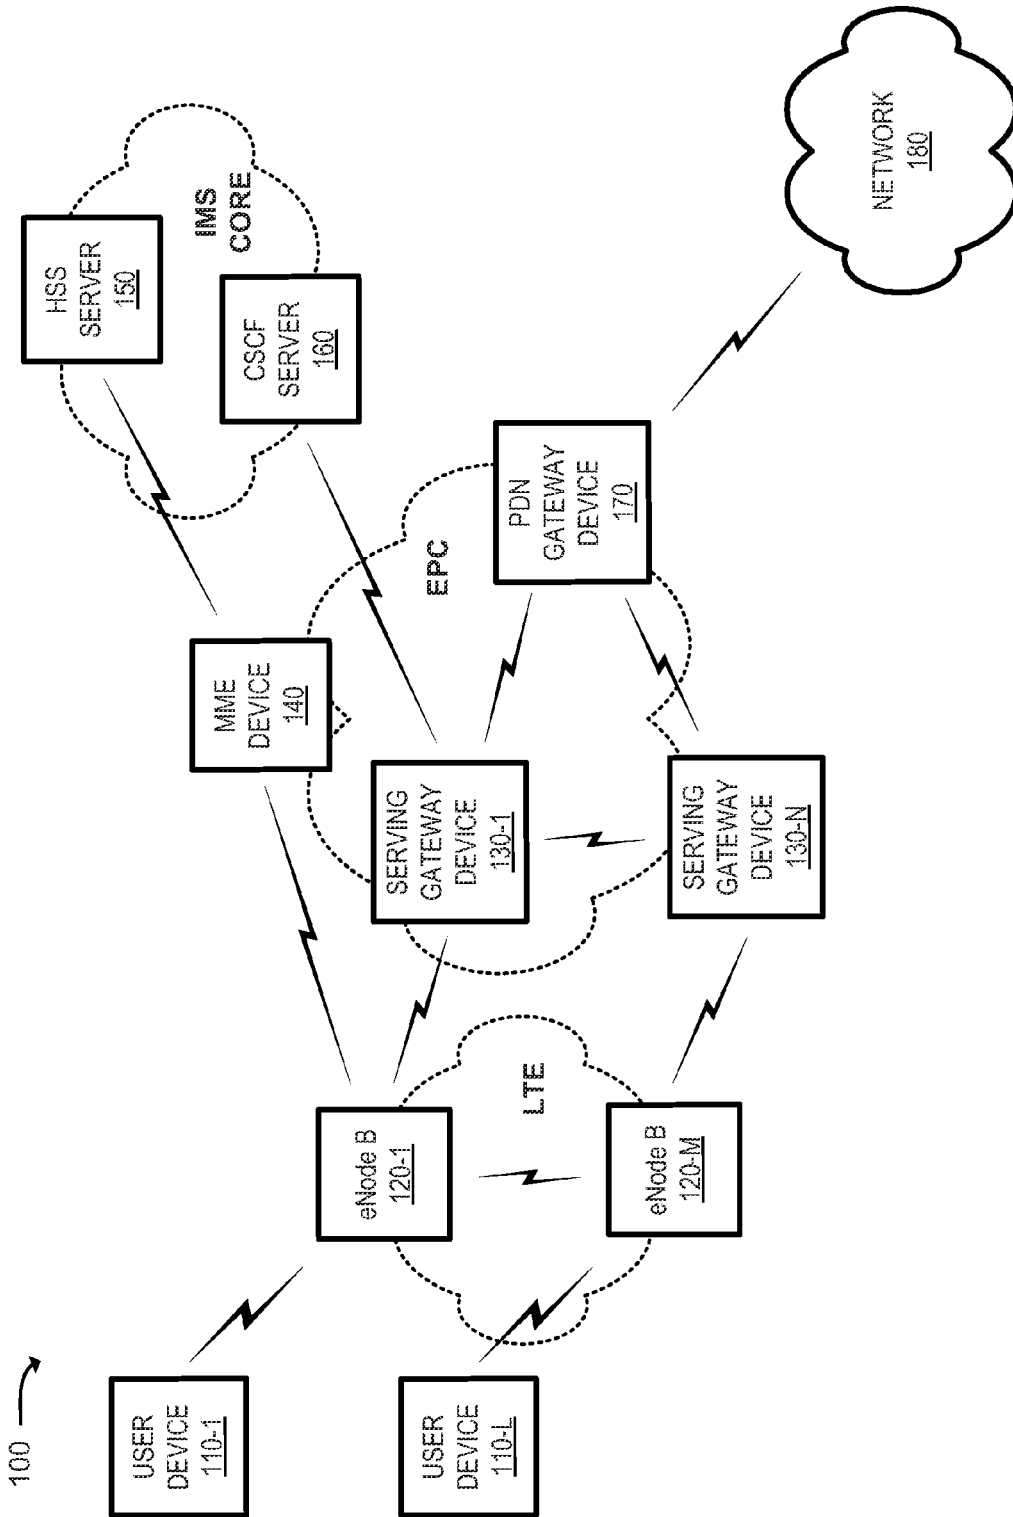 100
USER
DEVICE
110-1
USER
DEVICE
110-L
eNode B
120-1
eNode B
120-M
LTE
MME
DEVICE
140
SERVING
GATEWAY
DEVICE
130-1
SERVING
GATEWAY
DEVICE
130-N
EPC
PDN
GATEWAY
DEVICE
170
HSS
SERVER
150
CSCF
SERVER
160
IMS
CORE
NETWORK
180